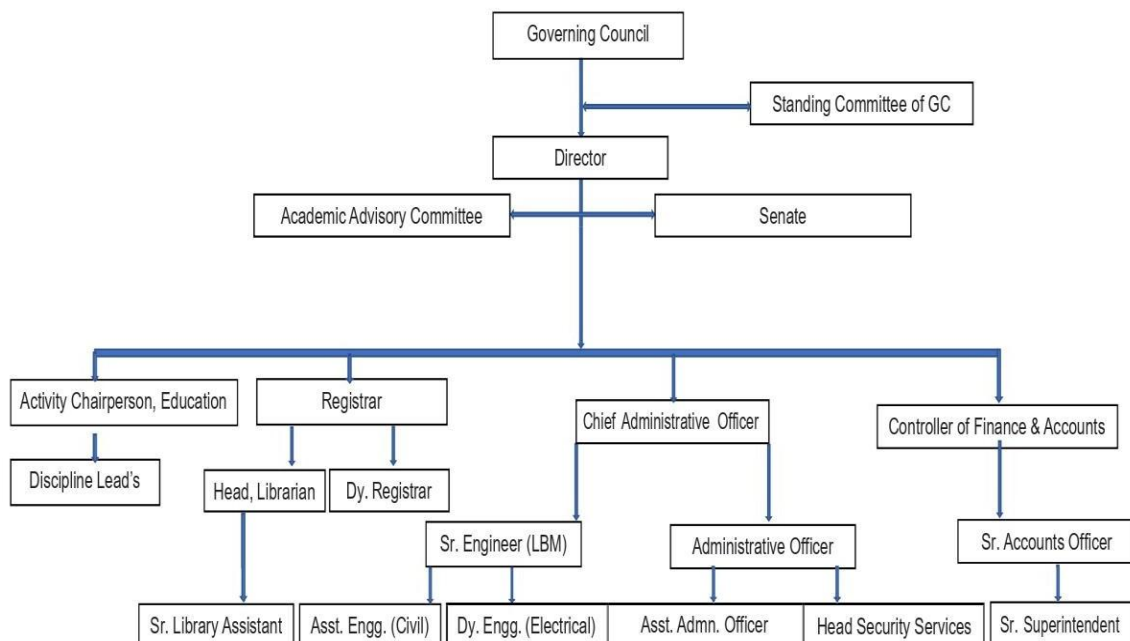 Governing Council
Standing Committee of GC
Director
Academic Advisory Committee
Senate
Activity Chairperson, Education
Registrar
Chief Administrative Officer
Controller of Finance & Accounts
Discipline Lead's
Head, Librarian
Dy. Registrar
Sr. Engineer (LBM)
Administrative Officer
Sr. Accounts Officer
Sr. Library Assistant
Asst. Engg. (Civil)
Dy. Engg. (Electrical)
Asst. Admn. Officer
Head Security Services
Sr. Superintendent